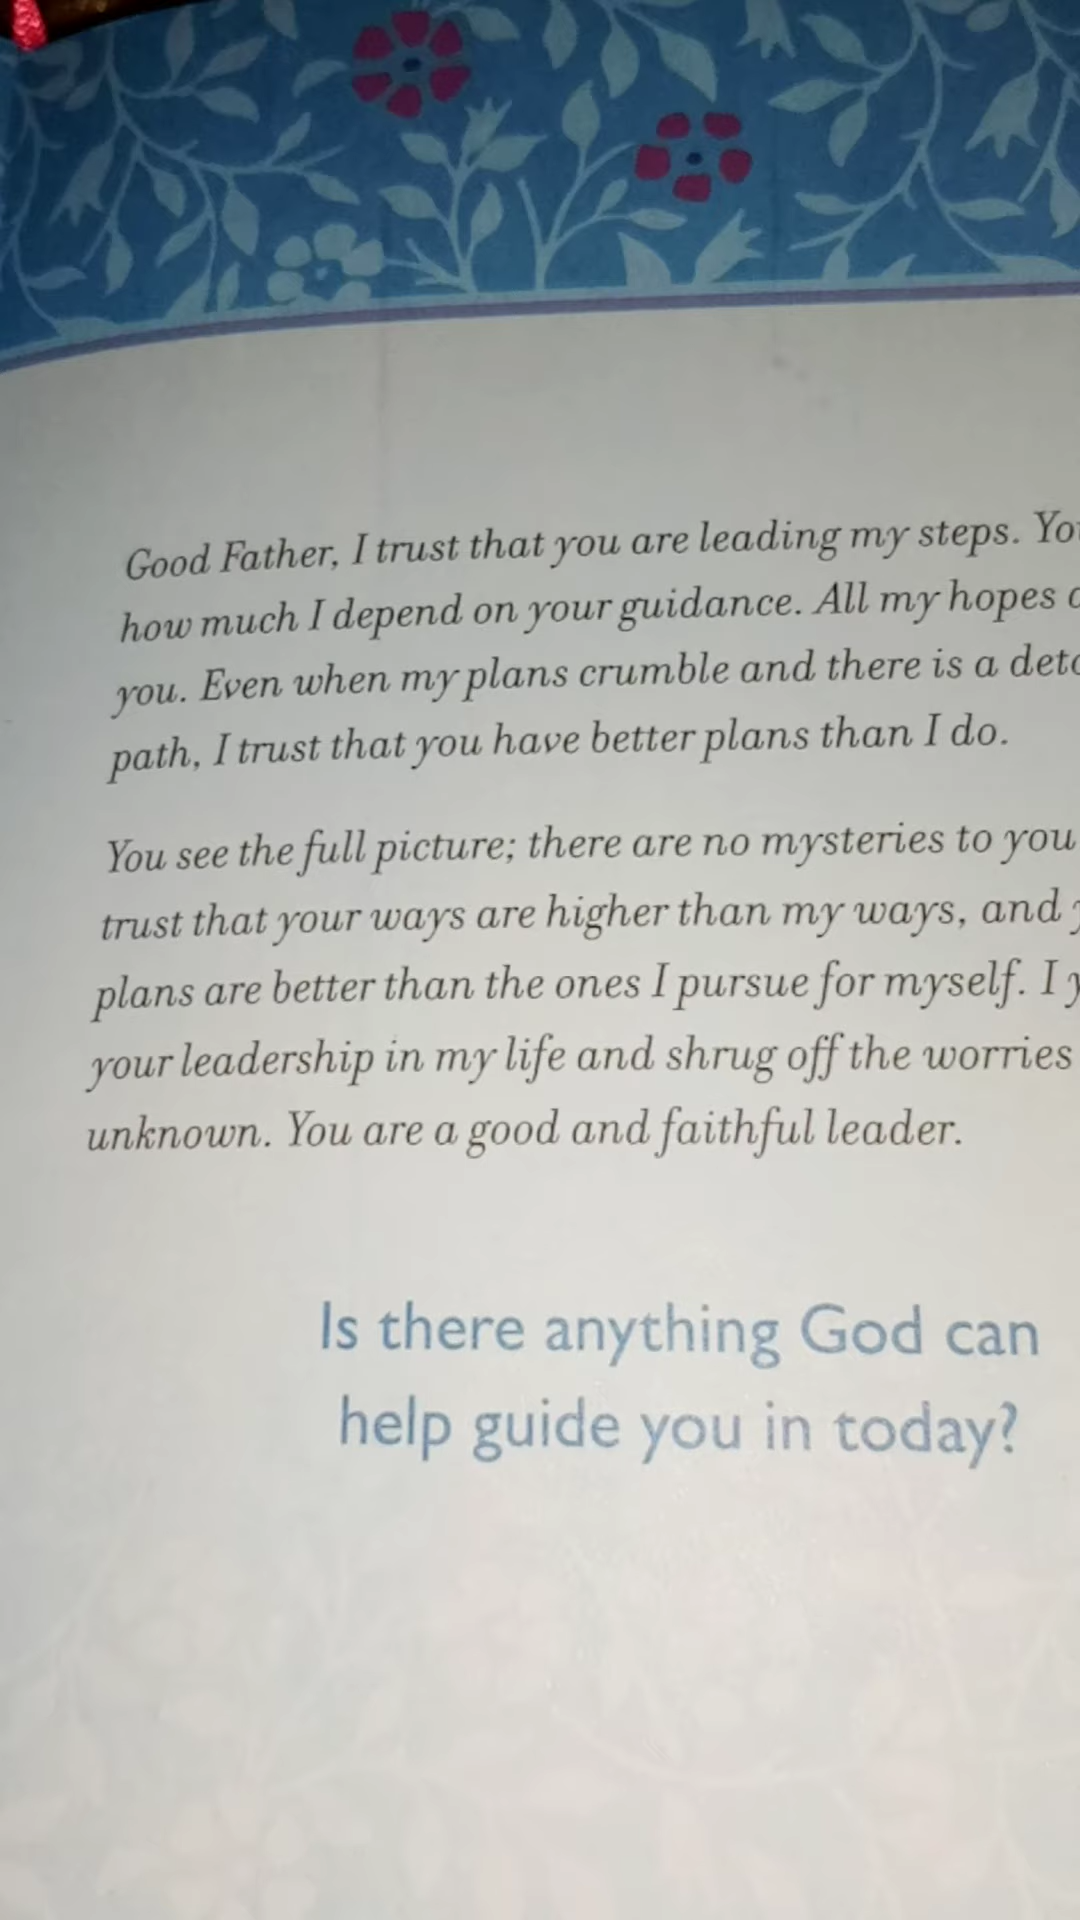 Good Father, I trust that you are leading my steps.
how much I depend on your guidance. All my hopes
you. Even when my plans crumble and there is a
path, I trust that you have better plans than I do.
You see the full picture; there are no mysteries to you
trust that your ways are higher than my ways, and
plans are better than the ones I pursue for myself. I
your leadership in my life and shrug off the worries
unknown. You are a good and faithful leader.
Is there anything God can
help guide you in today?